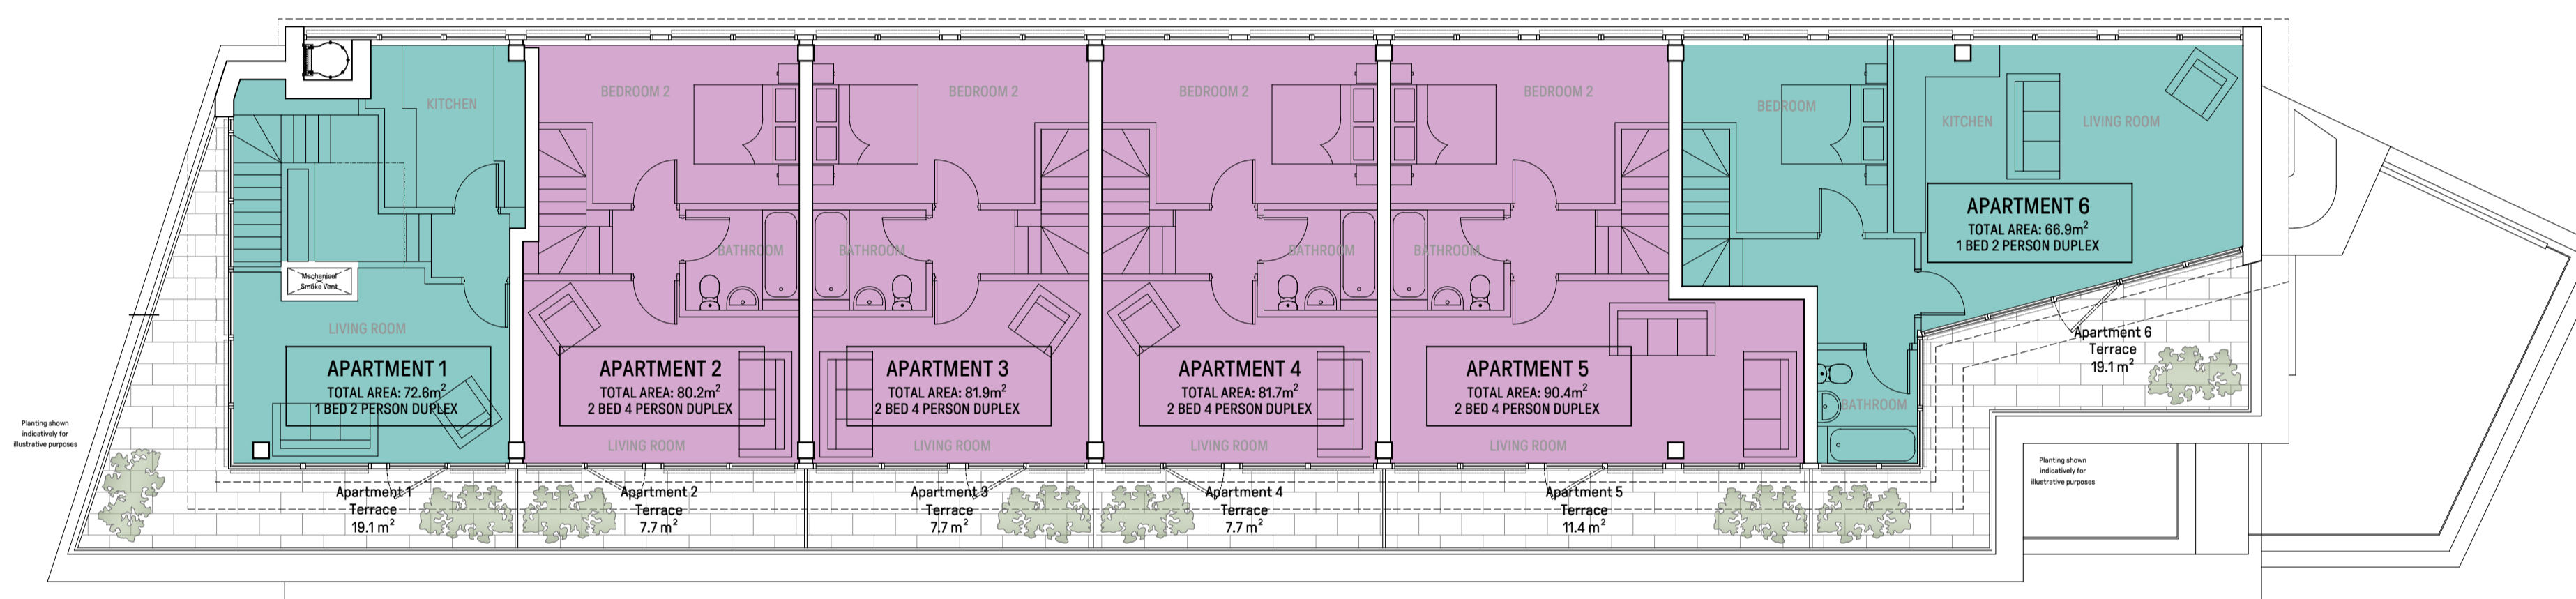 KITCHEN
Mechanical
Smoke Vent
LIVING ROOM
APARTMENT 1
TOTAL AREA: 72.6m²
1 BED 2 PERSON DUPLEX
Apartment 1
Terrace
19.1 m²
Planting shown
indicatively for
illustrative purposes
BEDROOM 2
BATHROOM
APARTMENT 2
TOTAL AREA: 80.2m²
2 BED 4 PERSON DUPLEX
LIVING ROOM
Apartment 2
Terrace
7.7 m²
BEDROOM 2
BATHROOM
APARTMENT 3
TOTAL AREA: 81.9m²
2 BED 4 PERSON DUPLEX
LIVING ROOM
Apartment 3
Terrace
7.7 m²
BEDROOM 2
BATHROOM
APARTMENT 4
TOTAL AREA: 81.7m²
2 BED 4 PERSON DUPLEX
LIVING ROOM
Apartment 4
Terrace
7.7 m²
BEDROOM 2
BATHROOM
APARTMENT 5
TOTAL AREA: 90.4m²
2 BED 4 PERSON DUPLEX
LIVING ROOM
Apartment 5
Terrace
11.4 m²
BEDROOM
KITCHEN
LIVING ROOM
APARTMENT 6
TOTAL AREA: 66.9m²
1 BED 2 PERSON DUPLEX
BATHROOM
Apartment 6
Terrace
19.1 m²
Planting shown
indicatively for
illustrative purposes